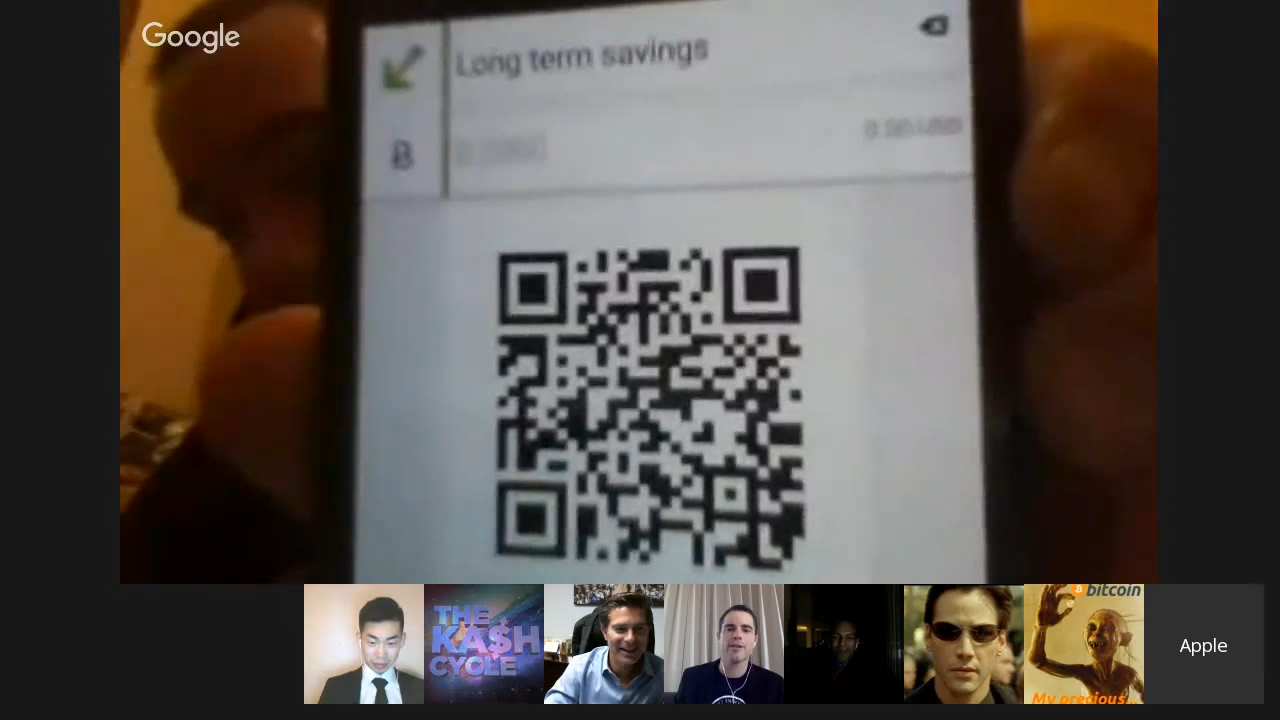 Google
Long term savings
฿
THE
KA$H
CYCLE
bitcoin
My precious...
Apple